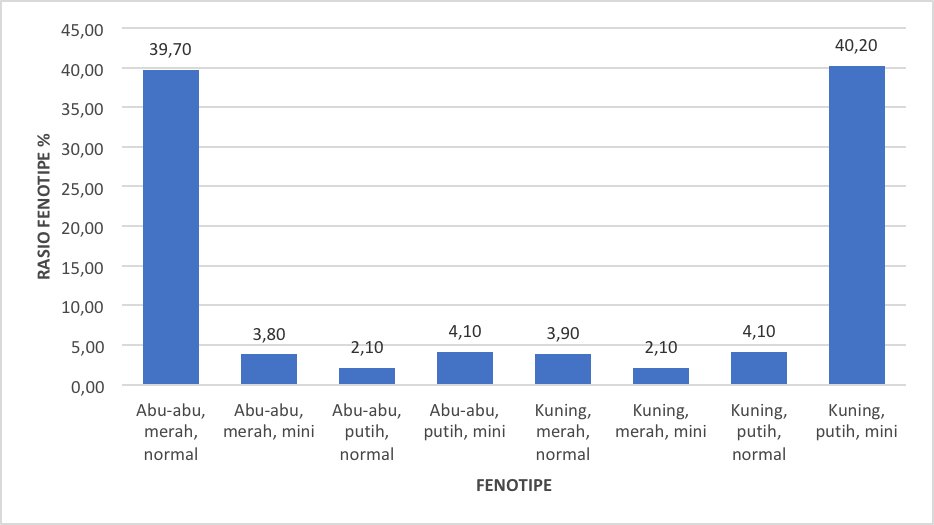 45,00
40,00
35,00
30,00
25,00
20,00
15,00
10,00
5,00
0,00
RASIO FENOTIPE %
39,70
3,80
2,10
4,10
3,90
2,10
4,10
40,20
Abu-abu,
merah,
normal
Abu-abu,
merah, mini
Abu-abu,
putih,
normal
Abu-abu,
putih, mini
Kuning,
merah,
normal
Kuning,
merah, mini
Kuning,
putih,
normal
Kuning,
putih, mini
FENOTIPE